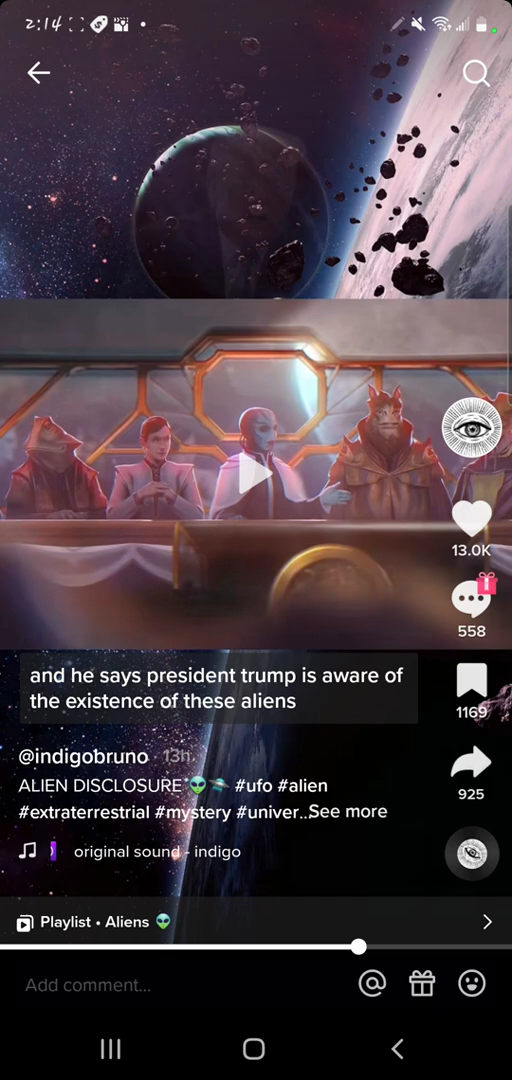 2:14
13.0K
558
and he says president trump is aware of
the existence of these aliens
1169
@indigobruno · 13h
ALIEN DISCLOSURE 👽🛸 #ufo #alien
#extraterrestrial #mystery #univer...See more
925
original sound - indigo
Playlist • Aliens 👽
Add comment...